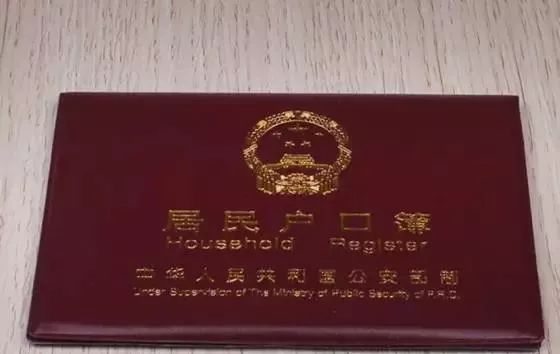 居民户口簿
Household Register
中华人民共和国公安部制
Under Supervision of The Ministry of Public Security of P.R.C.